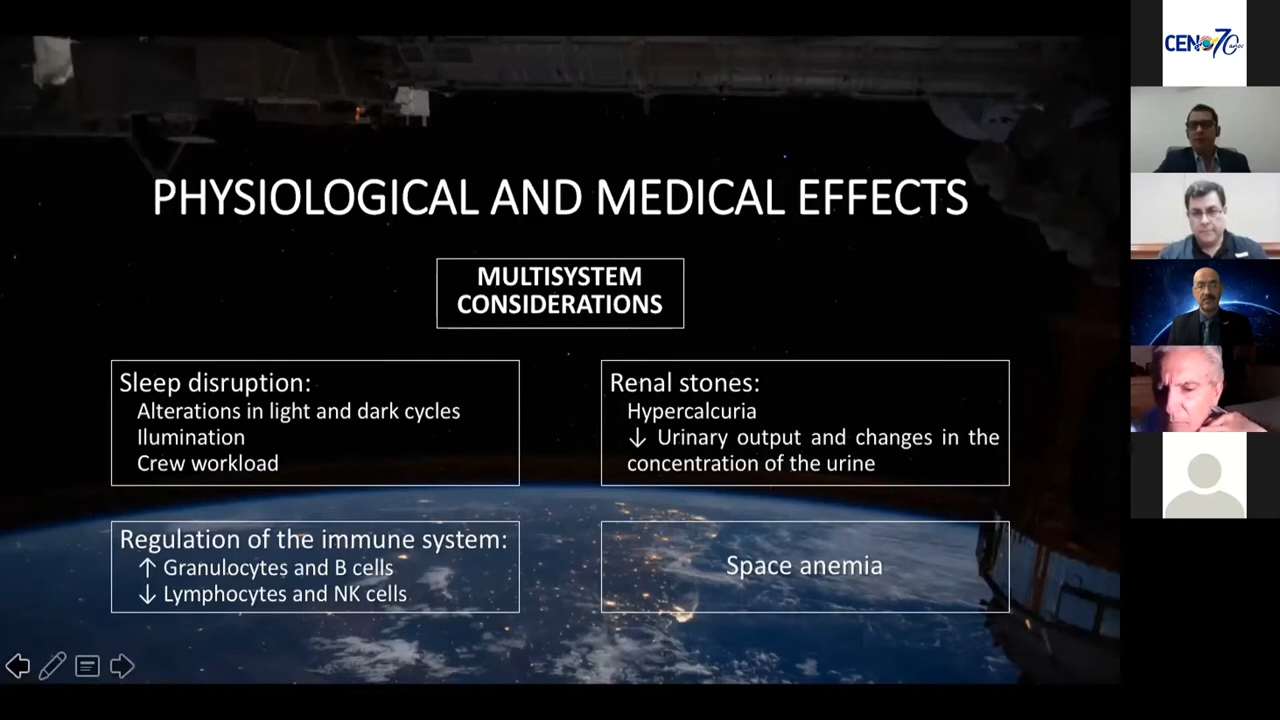 PHYSIOLOGICAL AND MEDICAL EFFECTS
MULTISYSTEM
CONSIDERATIONS
Sleep disruption:
Alterations in light and dark cycles
Ilumination
Crew workload
Renal stones:
Hypercalcuria
↓ Urinary output and changes in the
concentration of the urine
Regulation of the immune system:
↑ Granulocytes and B cells
↓ Lymphocytes and NK cells
Space anemia
CEN 70